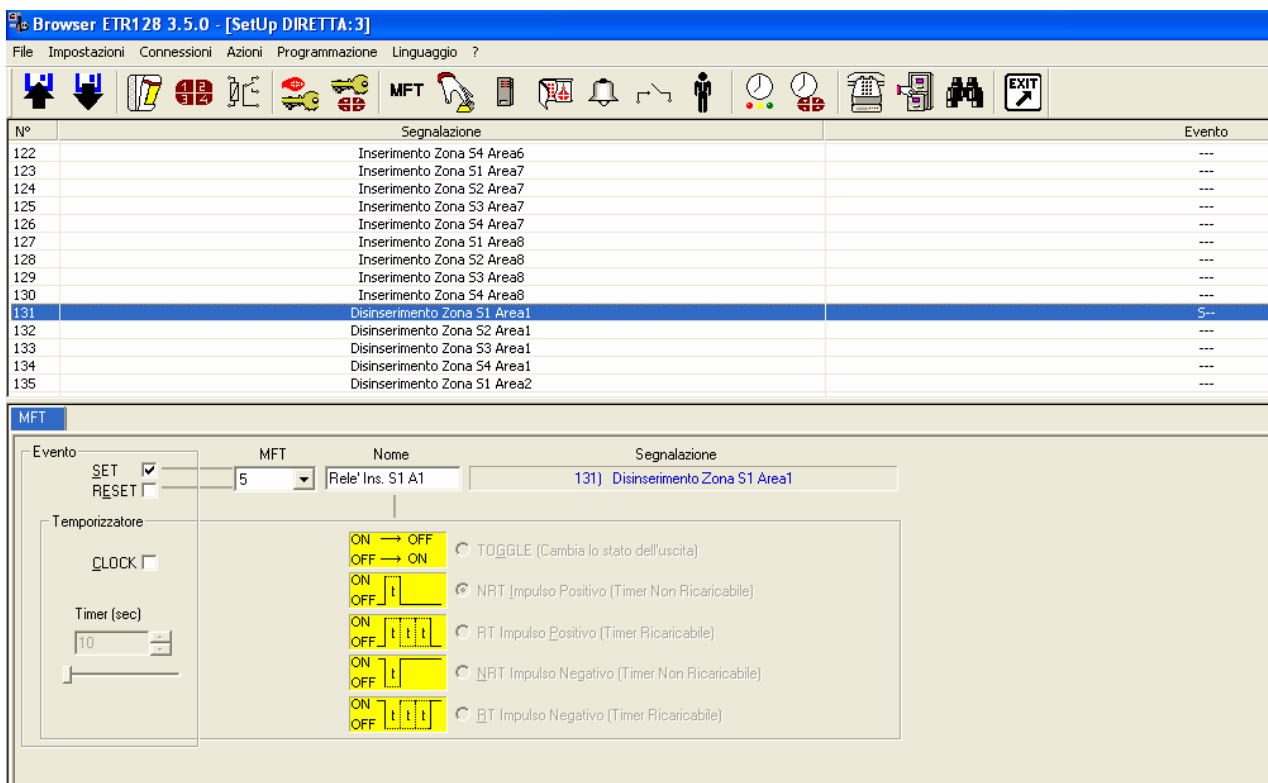 Browser ETR128 3.5.0 - [SetUp DIRETTA:3]
File Impostazioni Connessioni Azioni Programmazione Linguaggio ?
1 2 3 4 MFT EXIT
N° Segnalazione Evento
122 Inserimento Zona S4 Area6 ---
123 Inserimento Zona S1 Area7 ---
124 Inserimento Zona S2 Area7 ---
125 Inserimento Zona S3 Area7 ---
126 Inserimento Zona S4 Area7 ---
127 Inserimento Zona S1 Area8 ---
128 Inserimento Zona S2 Area8 ---
129 Inserimento Zona S3 Area8 ---
130 Inserimento Zona S4 Area8 ---
131 Disinserimento Zona S1 Area1 S--
132 Disinserimento Zona S2 Area1 ---
133 Disinserimento Zona S3 Area1 ---
134 Disinserimento Zona S4 Area1 ---
135 Disinserimento Zona S1 Area2 ---
MFT
Evento MFT Nome Segnalazione
SET 5 Rele' Ins. S1 A1 131) Disinserimento Zona S1 Area1
RESET
Temporizzatore
ON → OFF
OFF → ON
TOGGLE (Cambia lo stato dell'uscita)
CLOCK
ON
OFF t
NRT Impulso Positivo (Timer Non Ricaricabile)
Timer (sec)
10
ON
OFF t t t
RT Impulso Positivo (Timer Ricaricabile)
ON
OFF t
NRT Impulso Negativo (Timer Non Ricaricabile)
ON
OFF t t t
RT Impulso Negativo (Timer Ricaricabile)